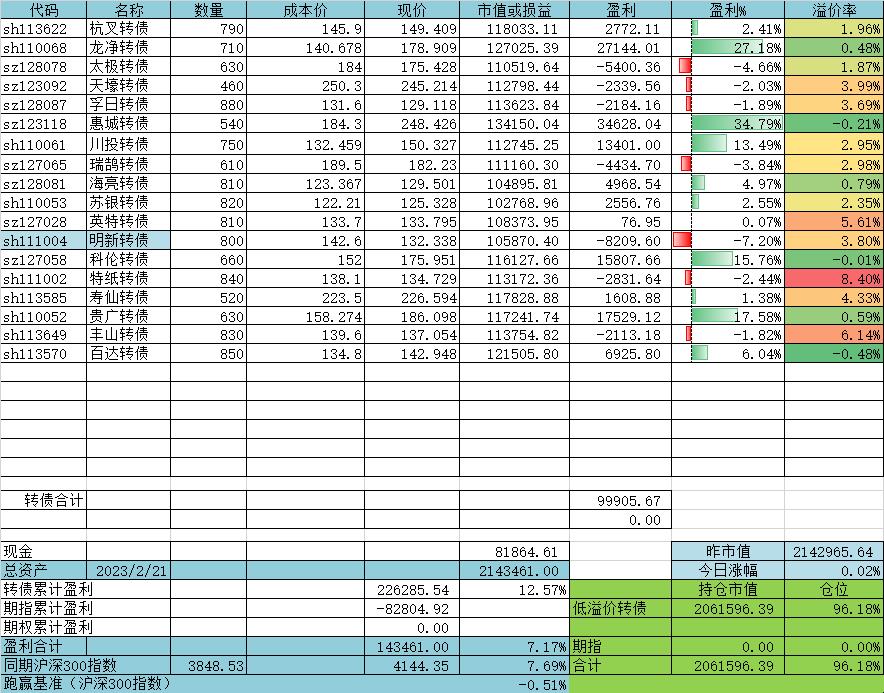 代码 名称 数量 成本价 现价 市值或损益 盈利 盈利% 溢价率
sh113622 杭叉转债 790 145.9 149.409 118033.11 2772.11 2.41% 1.96%
sh110068 龙净转债 710 140.678 178.909 127025.39 27144.01 27.18% 0.48%
sz128078 太极转债 630 184 175.428 110519.64 -5400.36 -4.66% 1.87%
sz123092 天壕转债 460 250.3 245.214 112798.44 -2339.56 -2.03% 3.99%
sz128087 孚日转债 880 131.6 129.118 113623.84 -2184.16 -1.89% 3.69%
sz123118 惠城转债 540 184.3 248.426 134150.04 34628.04 34.79% -0.21%
sh110061 川投转债 750 132.459 150.327 112745.25 13401.00 13.49% 2.95%
sz127065 瑞鹄转债 610 189.5 182.23 111160.30 -4434.70 -3.84% 2.98%
sz128081 海亮转债 810 123.367 129.501 104895.81 4968.54 4.97% 0.79%
sh110053 苏银转债 820 122.21 125.328 102768.96 2556.76 2.55% 2.35%
sz127028 英特转债 810 133.7 133.795 108373.95 76.95 0.07% 5.61%
sh111004 明新转债 800 142.6 132.338 105870.40 -8209.60 -7.20% 3.80%
sz127058 科伦转债 660 152 175.951 116127.66 15807.66 15.76% -0.01%
sh111002 特纸转债 840 138.1 134.729 113172.36 -2831.64 -2.44% 8.40%
sh113585 寿仙转债 520 223.5 226.594 117828.88 1608.88 1.38% 4.33%
sh110052 贵广转债 630 158.274 186.098 117241.74 17529.12 17.58% 0.59%
sh113649 丰山转债 830 139.6 137.054 113754.82 -2113.18 -1.82% 6.14%
sh113570 百达转债 850 134.8 142.948 121505.80 6925.80 6.04% -0.48%
转债合计 99905.67
0.00
现金 81864.61 昨市值 2142965.64
总资产 2023/2/21 2143461.00 今日涨幅 0.02%
转债累计盈利 226285.54 12.57% 持仓市值 仓位
期指累计盈利 -82804.92 低溢价转债 2061596.39 96.18%
期权累计盈利 0.00
盈利合计 143461.00 7.17% 期指 0.00 0.00%
同期沪深300指数 3848.53 4144.35 7.69% 合计 2061596.39 96.18%
跑赢基准（沪深300指数） -0.51%